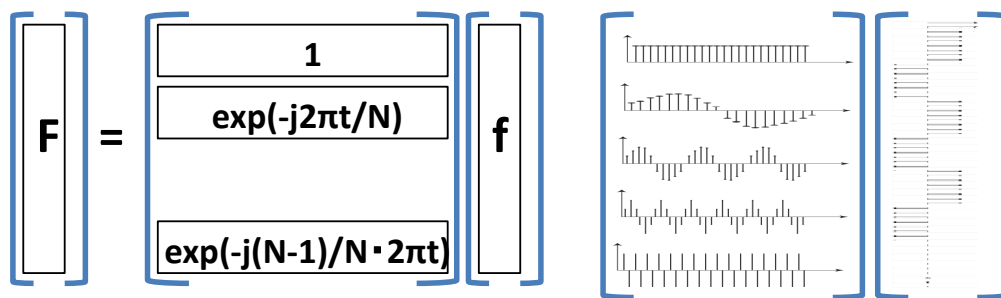 F
=
1
exp(-j2πt/N)
exp(-j(N-1)/N・2πt)
f